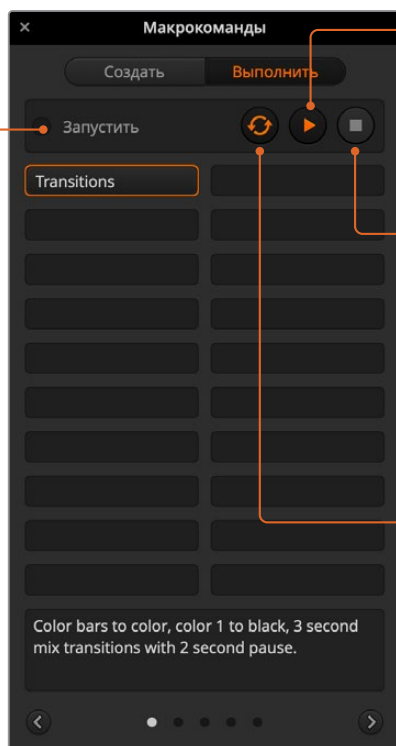 Макрокоманды
Создать
Выполнить
Запустить
Transitions
Color bars to color, color 1 to black, 3 second
mix transitions with 2 second pause.